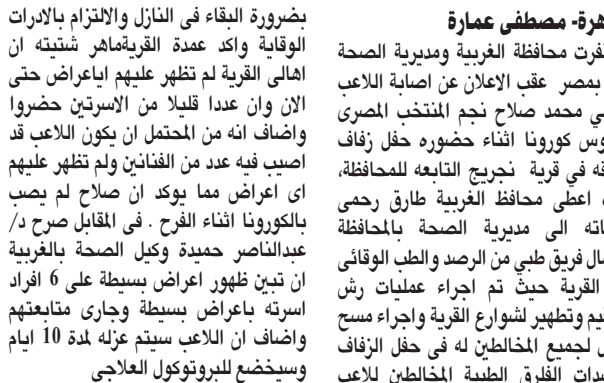 هرة- مصطفى عمارة
فرت محافظة الغربية ومديرية الصحة
بمصر عقب الاعلان عن اصابة اللاعب
ي محمد صلاح نجم المنتخب المصرى
وس كورونا اثناء حضوره حفل زفاف
فه في قرية نجريج التابعه للمحافظة،
اعطى محافظ الغربية طارق رحمى
اته الى مديرية الصحة بالمحافظة
ال فريق طبي من الرصد والطب الوقائى
القرية حيث تم اجراء عمليات رش
يم وتطهير لشوارع القرية واجراء مسح
ل لجميع المخالطين له فى حفل الزفاف
دات الفرق الطبية المخالطين للاعب
بضرورة البقاء فى النازل والالتزام بالادرات
الوقاية واكد عمدة القريةماهر شتيته ان
اهالى القرية لم تظهر عليهم اياعراض حتى
الان وان عددا قليلا من الاسرتين حضروا
واضاف انه من المحتمل ان يكون اللاعب قد
اصيب فيه عدد من الفنانين ولم تظهر عليهم
اى اعراض مما يوكد ان صلاح لم يصب
بالكورونا اثناء الفرح . فى المقابل صرح د/
عبدالناصر حميدة وكيل الصحة بالغربية
ان تبين ظهور اعراض بسيطة على 6 افراد
اسرته باعراض بسيطة وجارى متابعتهم
واضاف ان اللاعب سيتم عزله لمدة 10 ايام
وسيخضع للبروتوكول العلاجى